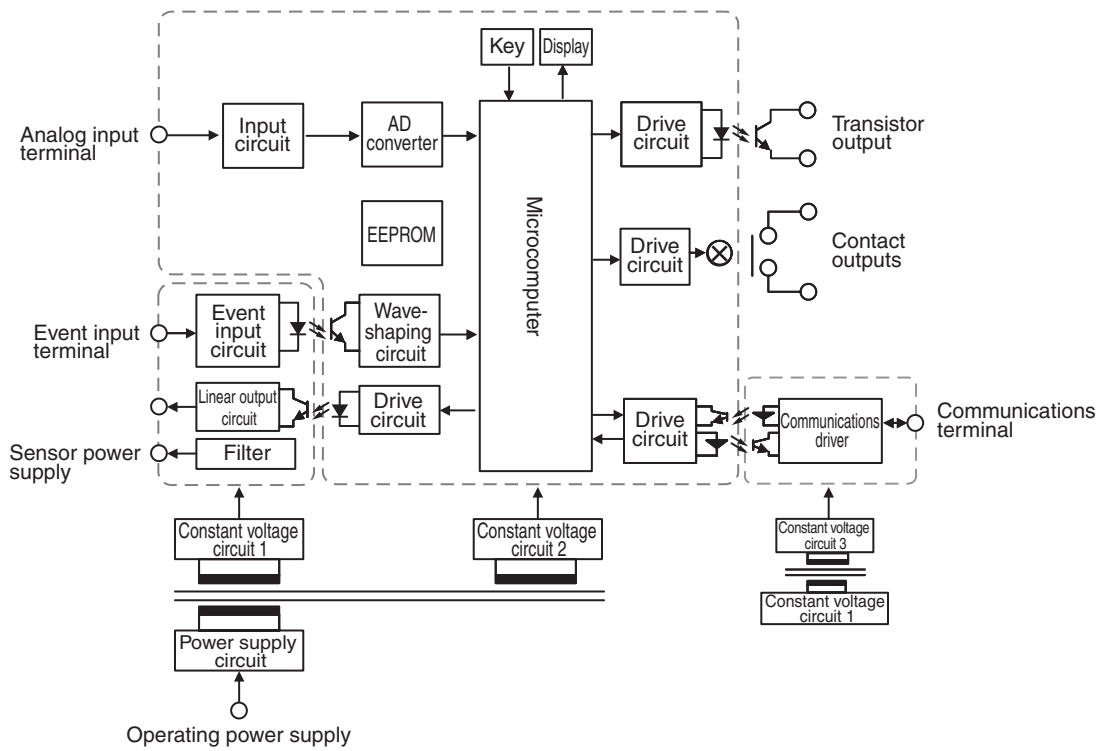 Key
Display
Analog input
terminal
Input
circuit
AD
converter
Drive
circuit
Transistor
output
Microcomputer
EEPROM
Drive
circuit
Contact
outputs
Event input
terminal
Event
input
circuit
Wave-
shaping
circuit
Linear output
circuit
Drive
circuit
Drive
circuit
Communications
driver
Communications
terminal
Sensor power
supply
Filter
Constant voltage
circuit 1
Constant voltage
circuit 2
Constant voltage
circuit 3
Constant voltage
circuit 1
Power supply
circuit
Operating power supply